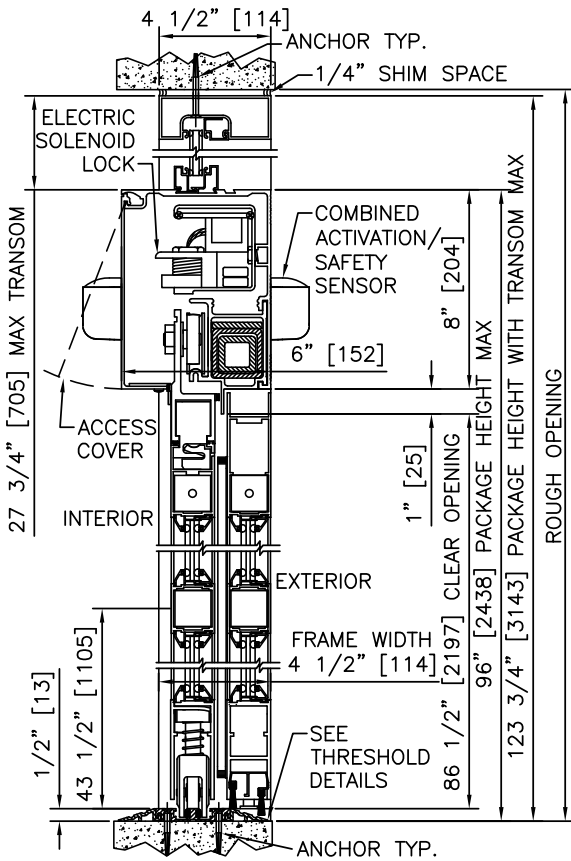 4 1/2” [114]
ANCHOR TYP.
1/4” SHIM SPACE
ELECTRIC
SOLENOID
LOCK
COMBINED
ACTIVATION/
SAFETY
SENSOR
6” [152]
ACCESS
COVER
INTERIOR
EXTERIOR
FRAME WIDTH
4 1/2” [114]
SEE
THRESHOLD
DETAILS
ANCHOR TYP.
27 3/4” [705] MAX TRANSOM
1/2” [13]
43 1/2” [1105]
1” [25]
8” [204]
86 1/2” [2197] CLEAR OPENING
96” [2438] PACKAGE HEIGHT MAX
123 3/4” [3143] PACKAGE HEIGHT WITH TRANSOM MAX
ROUGH OPENING